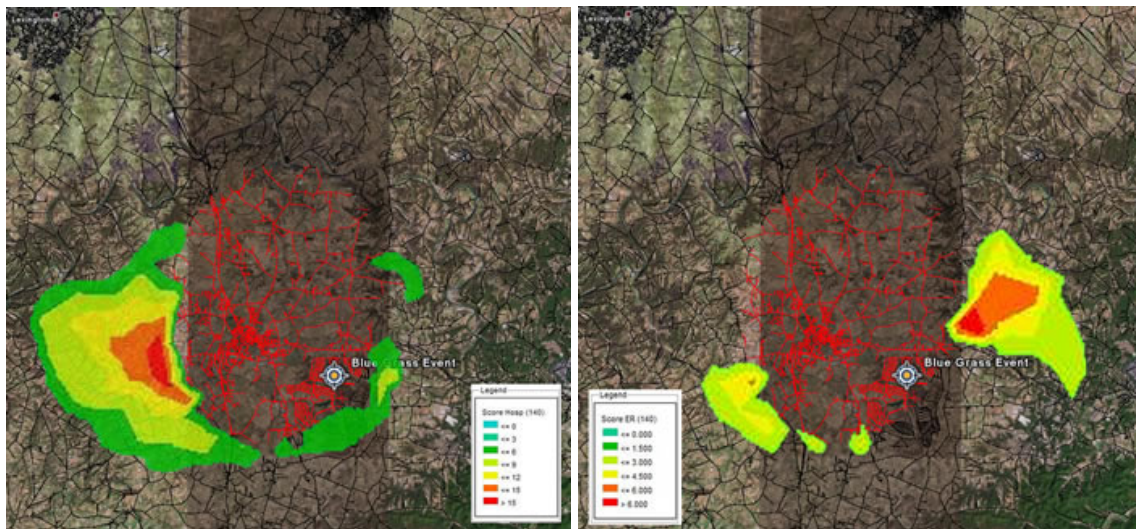 Lexington
Blue Grass Event
Legend
Score Hosp (140)
<= 0
<= 3
<= 6
<= 9
<= 12
<= 15
> 15
Lexington
Blue Grass Event
Legend
Score ER (140)
<= 0.000
<= 1.500
<= 3.000
<= 4.500
<= 6.000
> 6.000